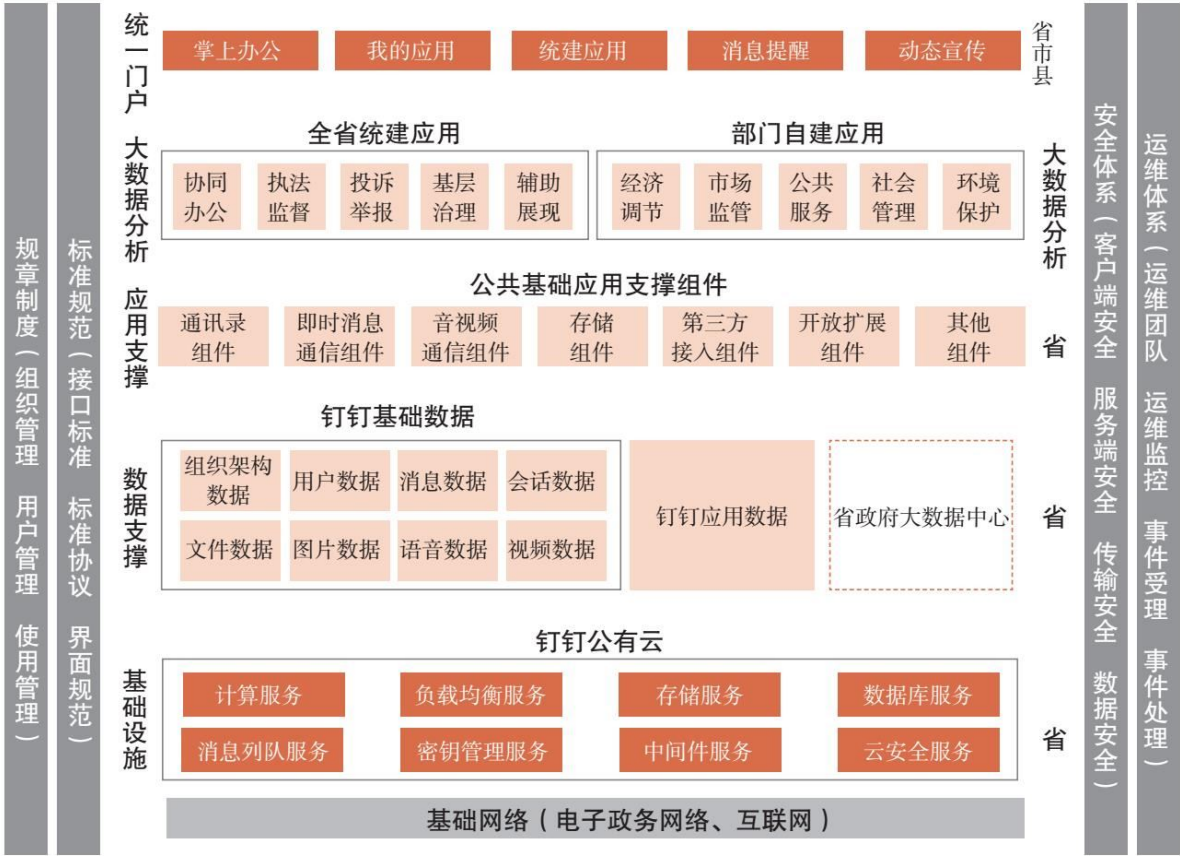 规章制度（组织管理 用户管理 使用管理）
标准规范（接口标准 标准协议 界面规范）
统一门户
掌上办公
我的应用
统建应用
消息提醒
动态宣传
省市县
大数据分析
全省统建应用
协同
办公
执法
监督
投诉
举报
基层
治理
辅助
展现
部门自建应用
经济
调节
市场
监管
公共
服务
社会
管理
环境
保护
大数据分析
应用支撑
公共基础应用支撑组件
通讯录
组件
即时消息
通信组件
音视频
通信组件
存储
组件
第三方
接入组件
开放扩展
组件
其他
组件
省
数据支撑
钉钉基础数据
组织架构
数据
用户数据
消息数据
会话数据
文件数据
图片数据
语音数据
视频数据
钉钉应用数据
省政府大数据中心
省
基础设施
钉钉公有云
计算服务
负载均衡服务
存储服务
数据库服务
消息列队服务
密钥管理服务
中间件服务
云安全服务
省
基础网络（电子政务网络、互联网）
安全体系（客户端安全 服务端安全 传输安全 数据安全）
运维体系（运维团队 运维监控 事件受理 事件处理）